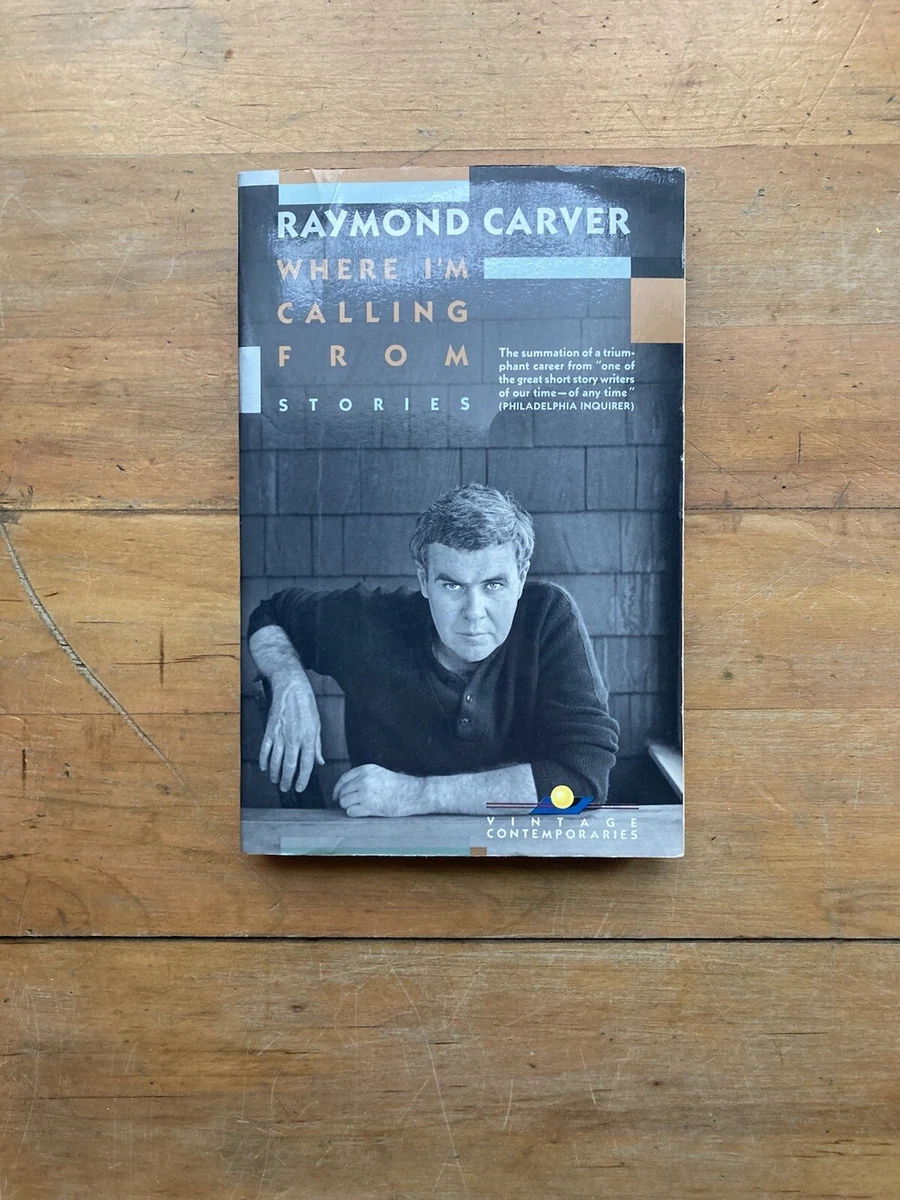 RAYMOND CARVER
WHERE I'M
CALLING
FROM
STORIES
The summation of a trium-
phant career from "one of
the great short story writers
of our time—of any time"
(PHILADELPHIA INQUIRER)
VINTAGE
CONTEMPORARIES